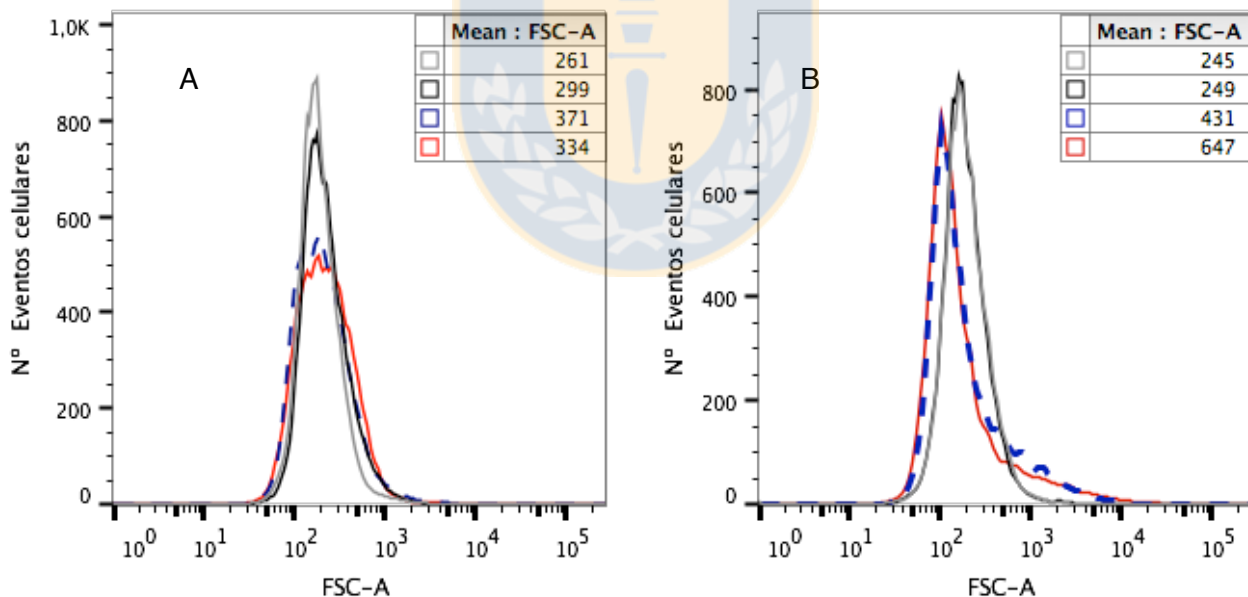 A
Mean : FSC-A
261
299
371
334
1,0K
800
600
400
200
0
Nº Eventos celulares
10^0 10^1 10^2 10^3 10^4 10^5
FSC-A
B
Mean : FSC-A
245
249
431
647
800
600
400
200
0
Nº Eventos celulares
10^0 10^1 10^2 10^3 10^4 10^5
FSC-A